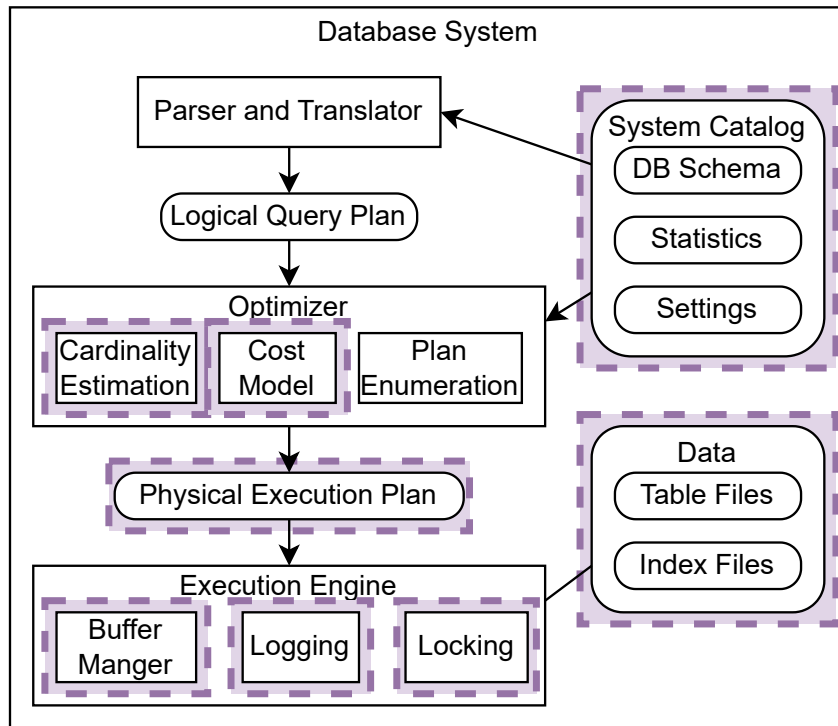 Database System
Parser and Translator
System Catalog
DB Schema
Logical Query Plan
Statistics
Optimizer
Settings
Cardinality
Estimation
Cost
Model
Plan
Enumeration
Data
Physical Execution Plan
Table Files
Index Files
Execution Engine
Buffer
Manger
Logging
Locking